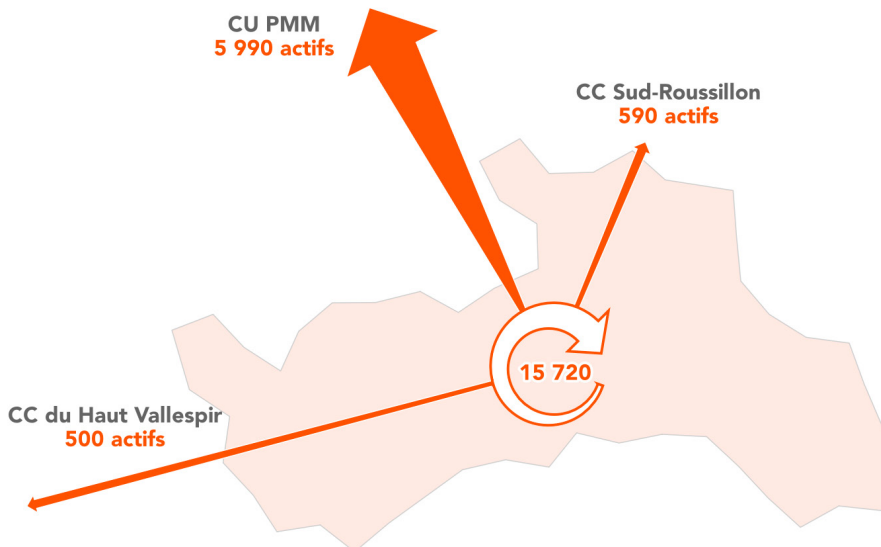 CU PMM
5 990 actifs
CC Sud-Roussillon
590 actifs
15 720
CC du Haut Vallespir
500 actifs